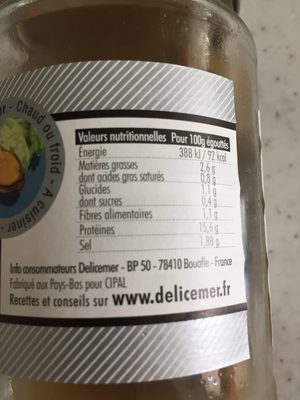 er - Chaud ou froid - A cuisiner -
Valeurs nutritionnelles Pour 100g égouttés
Energie 388 kJ / 92 kcal
Matières grasses 2,6 g
dont acides gras saturés 0,8 g
Glucides 1,1 g
dont sucres 0,4 g
Fibres alimentaires 1,1 g
Protéines 15,6 g
Sel 1,88 g
Info consommateurs Delicemer - BP 50 - 78410 Bouafle - France
Fabriqué aux Pays-Bas pour CIPAL
Recettes et conseils sur www.delicemer.fr